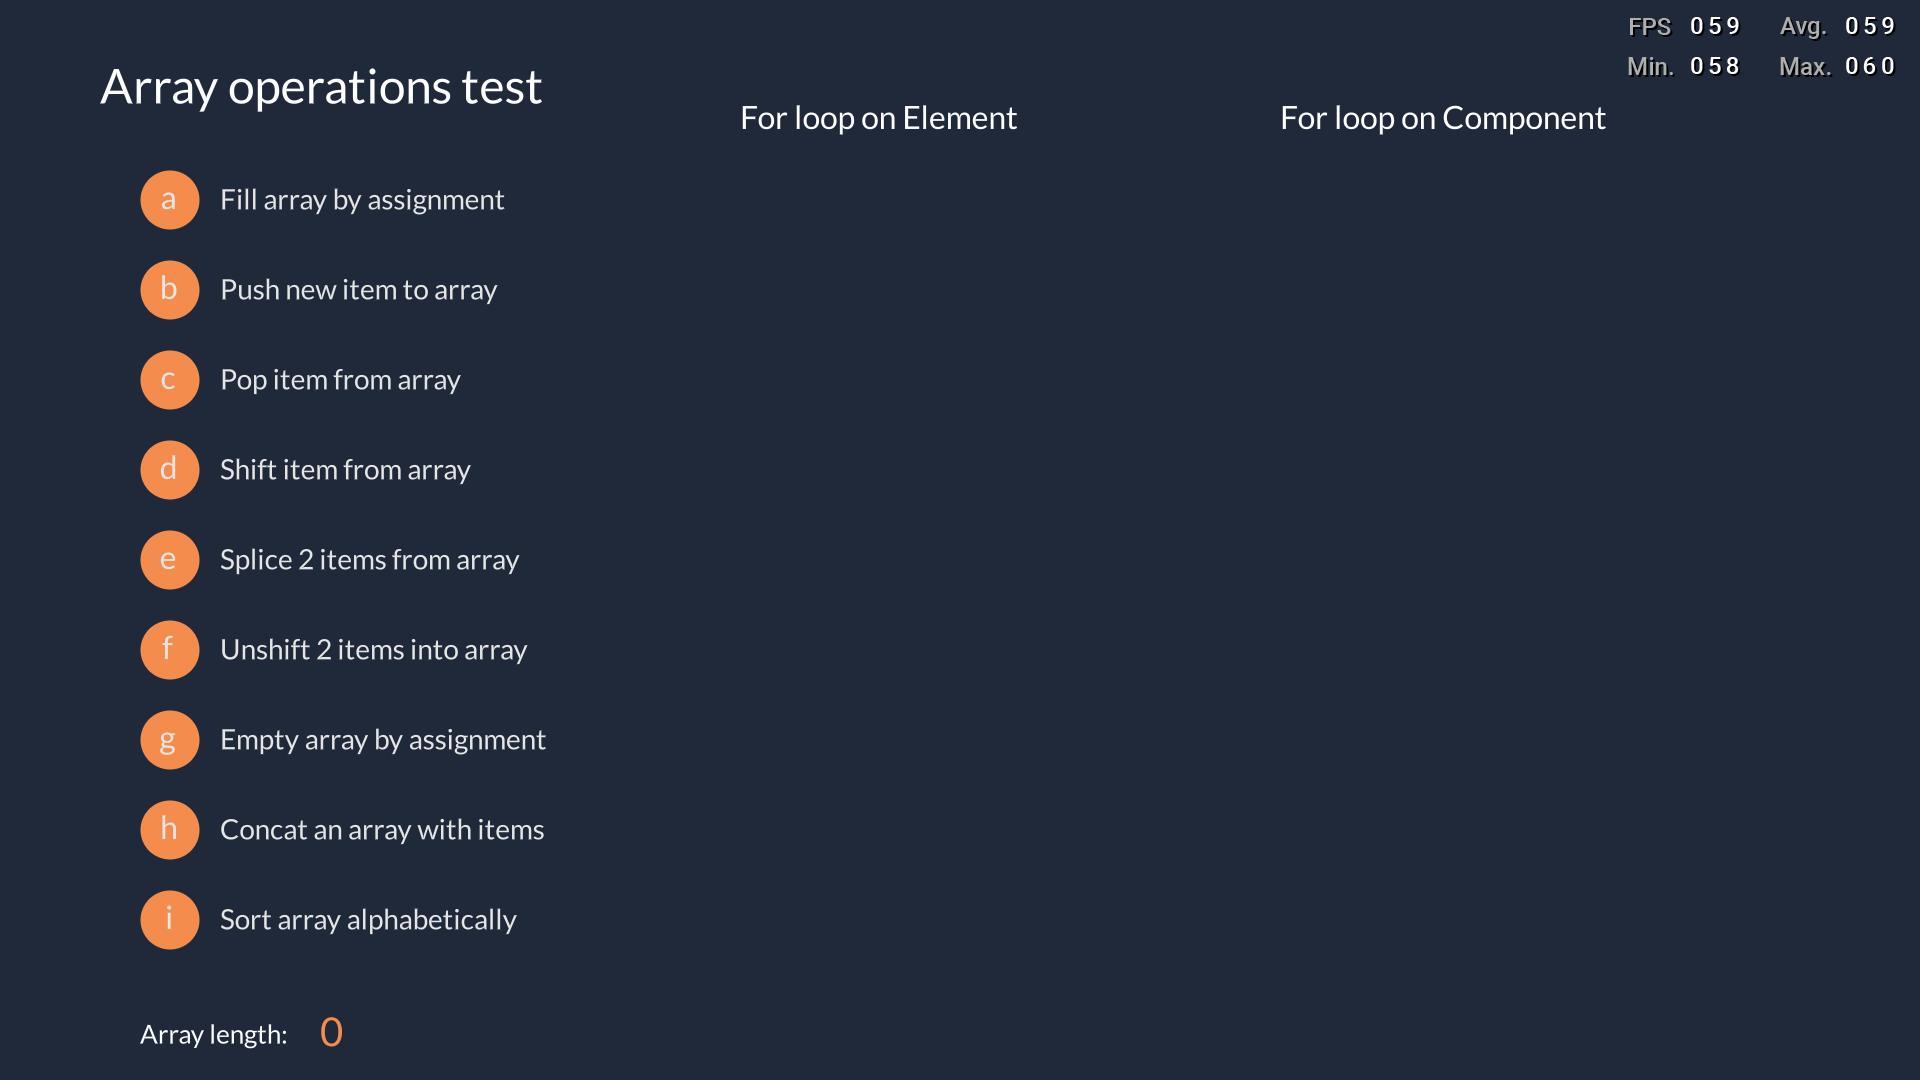 FPS 059 Avg. 059
Min. 058 Max. 060
Array operations test
For loop on Element
For loop on Component
a Fill array by assignment
b Push new item to array
c Pop item from array
d Shift item from array
e Splice 2 items from array
f Unshift 2 items into array
g Empty array by assignment
h Concat an array with items
i Sort array alphabetically
Array length: 0